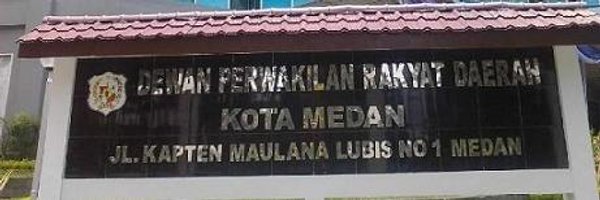 DEWAN PERWAKILAN RAKYAT DAERAH
KOTA MEDAN
JL. KAPTEN MAULANA LUBIS NO 1 MEDAN